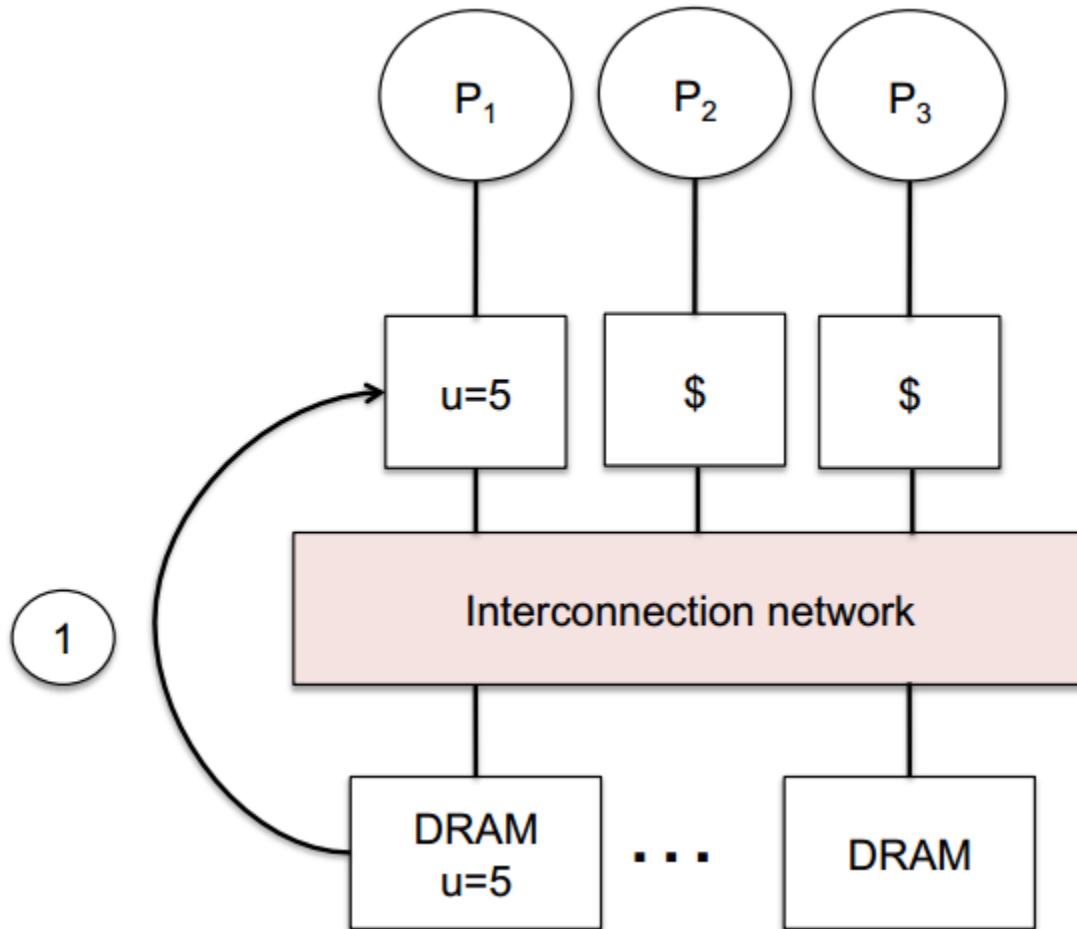 P₁
P₂
P₃
u=5
$
$
Interconnection network
1
DRAM
u=5
...
DRAM